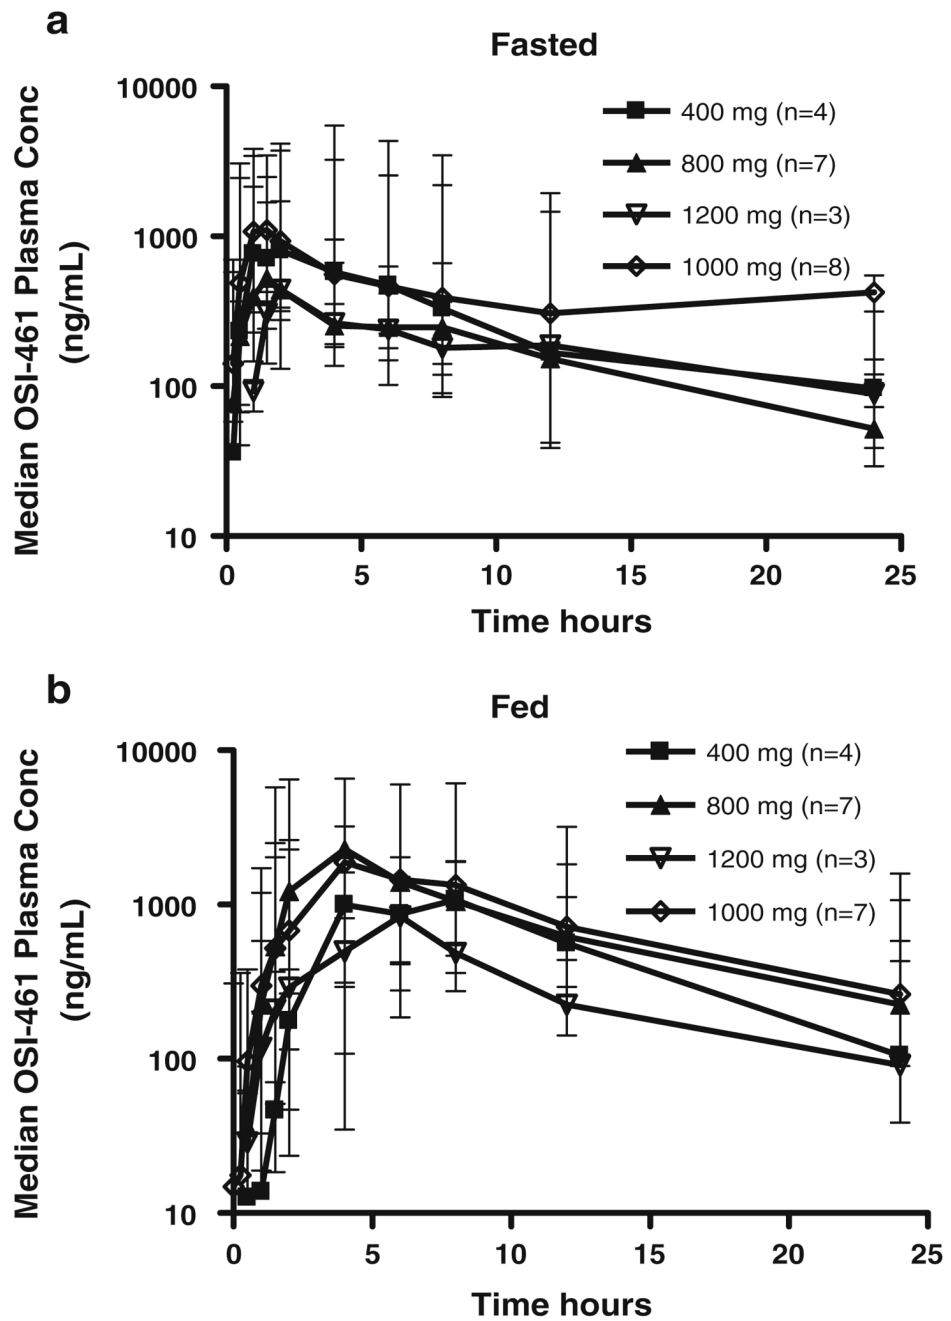 a
Fasted
Median OSI-461 Plasma Conc
(ng/mL)
10000
1000
100
10
400 mg (n=4)
800 mg (n=7)
1200 mg (n=3)
1000 mg (n=8)
0 5 10 15 20 25
Time hours
b
Fed
Median OSI-461 Plasma Conc
(ng/mL)
10000
1000
100
10
400 mg (n=4)
800 mg (n=7)
1200 mg (n=3)
1000 mg (n=7)
0 5 10 15 20 25
Time hours